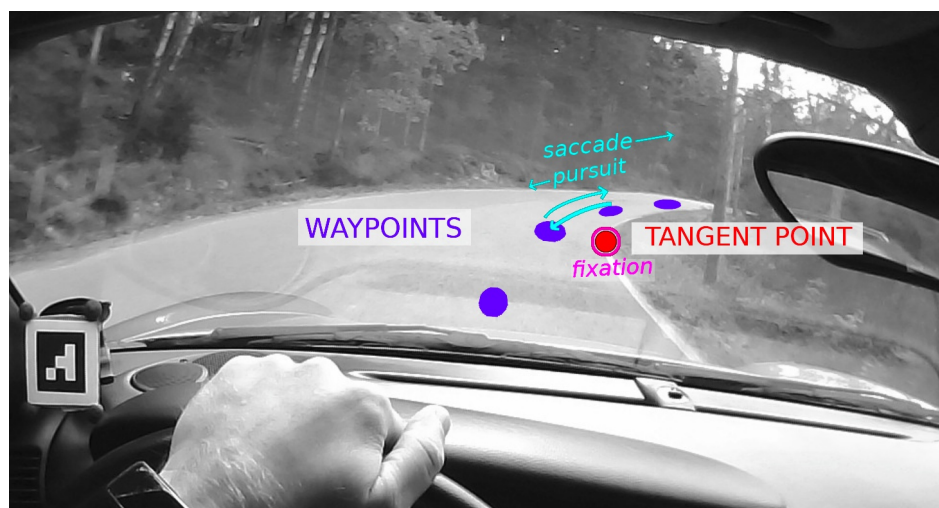 saccade
pursuit
WAYPOINTS
TANGENT POINT
fixation